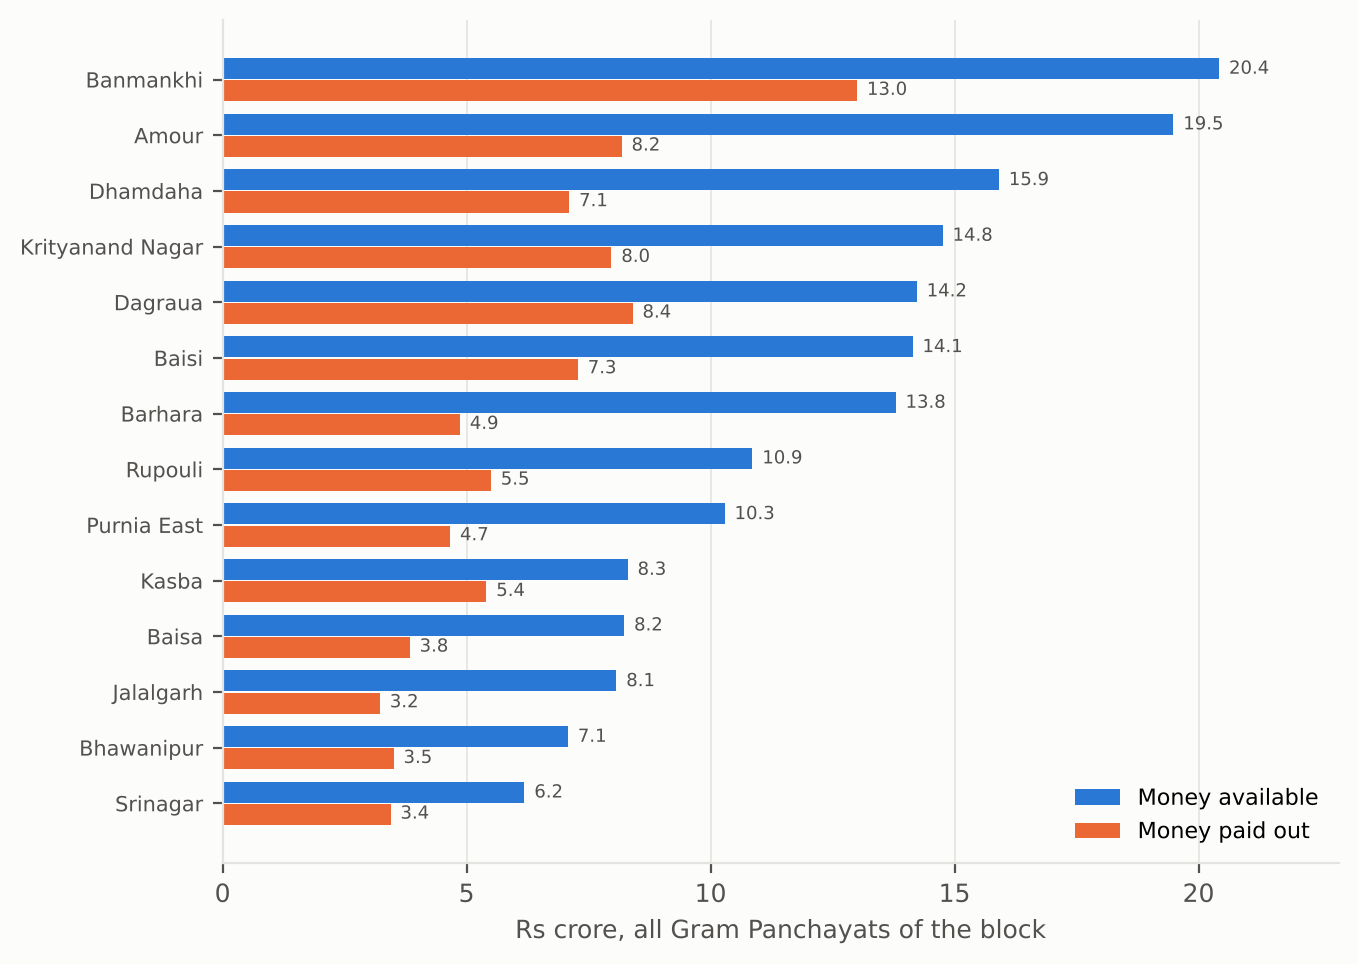 Banmankhi 20.4
13.0
Amour 19.5
8.2
Dhamdaha 15.9
7.1
Krityanand Nagar 14.8
8.0
Dagraua 14.2
8.4
Baisi 14.1
7.3
Barhara 13.8
4.9
Rupouli 10.9
5.5
Purnia East 10.3
4.7
Kasba 8.3
5.4
Baisa 8.2
3.8
Jalalgarh 8.1
3.2
Bhawanipur 7.1
3.5
Srinagar 6.2
3.4
Money available
Money paid out
0 5 10 15 20
Rs crore, all Gram Panchayats of the block